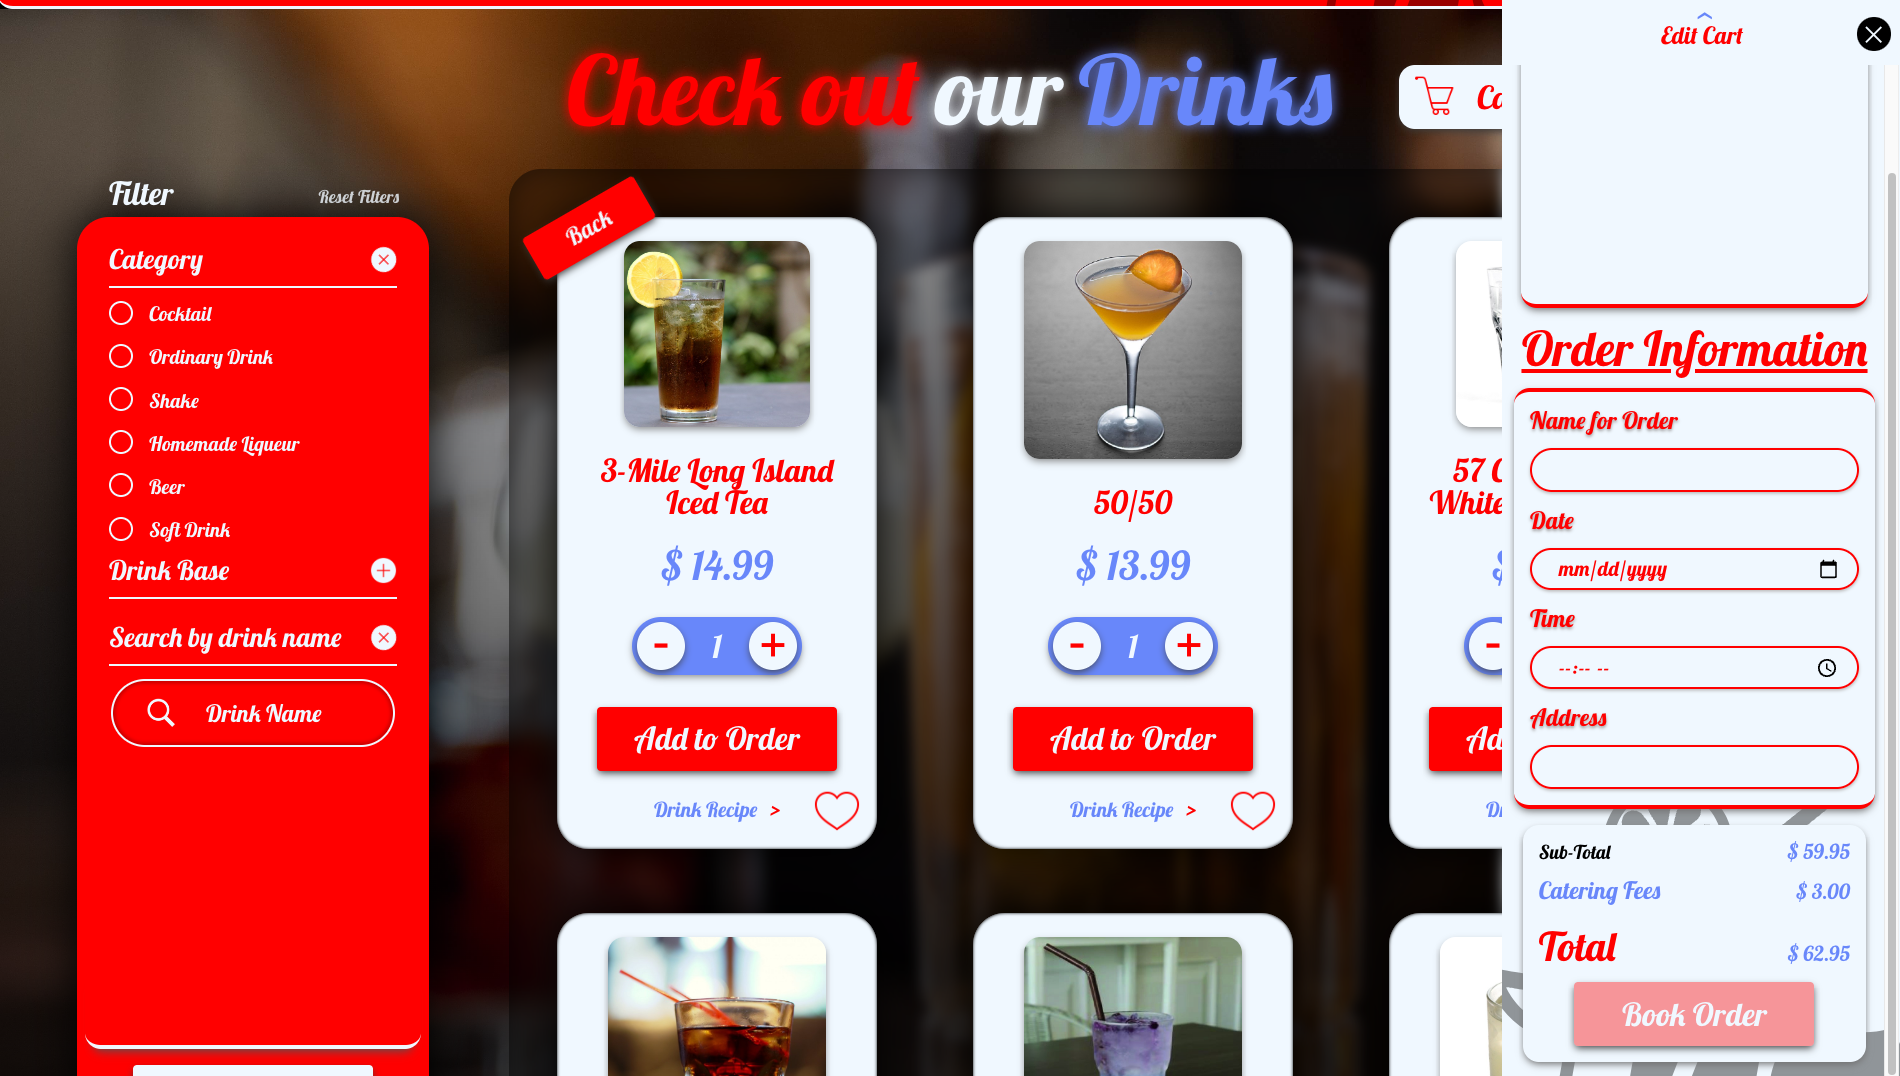 Check out our Drinks
Filter
Reset Filters
Category
Cocktail
Ordinary Drink
Shake
Homemade Liqueur
Beer
Soft Drink
Drink Base
Search by drink name
Drink Name
Back
3-Mile Long Island
Iced Tea
$ 14.99
- 1 +
Add to Order
Drink Recipe >
50/50
$ 13.99
- 1 +
Add to Order
Drink Recipe >
57
White
$
-
Edit Cart
Order Information
Name for Order
Date
mm/dd/yyyy
Time
--:-- --
Address
Sub-Total $ 59.95
Catering Fees $ 3.00
Total $ 62.95
Book Order